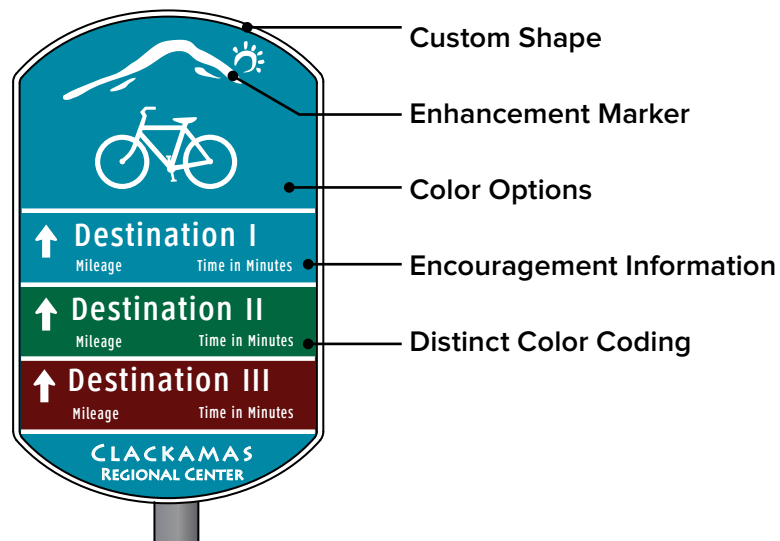 Custom Shape
Enhancement Marker
Color Options
Destination I
Mileage Time in Minutes
Encouragement Information
Destination II
Mileage Time in Minutes
Distinct Color Coding
Destination III
Mileage Time in Minutes
CLACKAMAS
REGIONAL CENTER